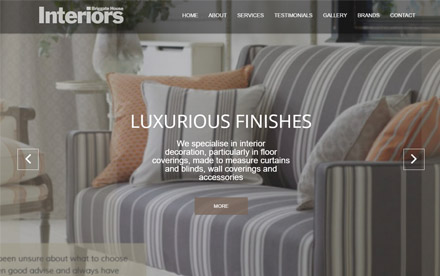 Brggate House
Interiors
HOME ABOUT SERVICES TESTIMONIALS GALLERY BRANDS CONTACT
LUXURIOUS FINISHES
We specialise in interior
decoration, particularly in floor
coverings, made to measure curtains
and blinds, wall coverings and
accessories
MORE
been unsure about what to choose
n good advise and always have